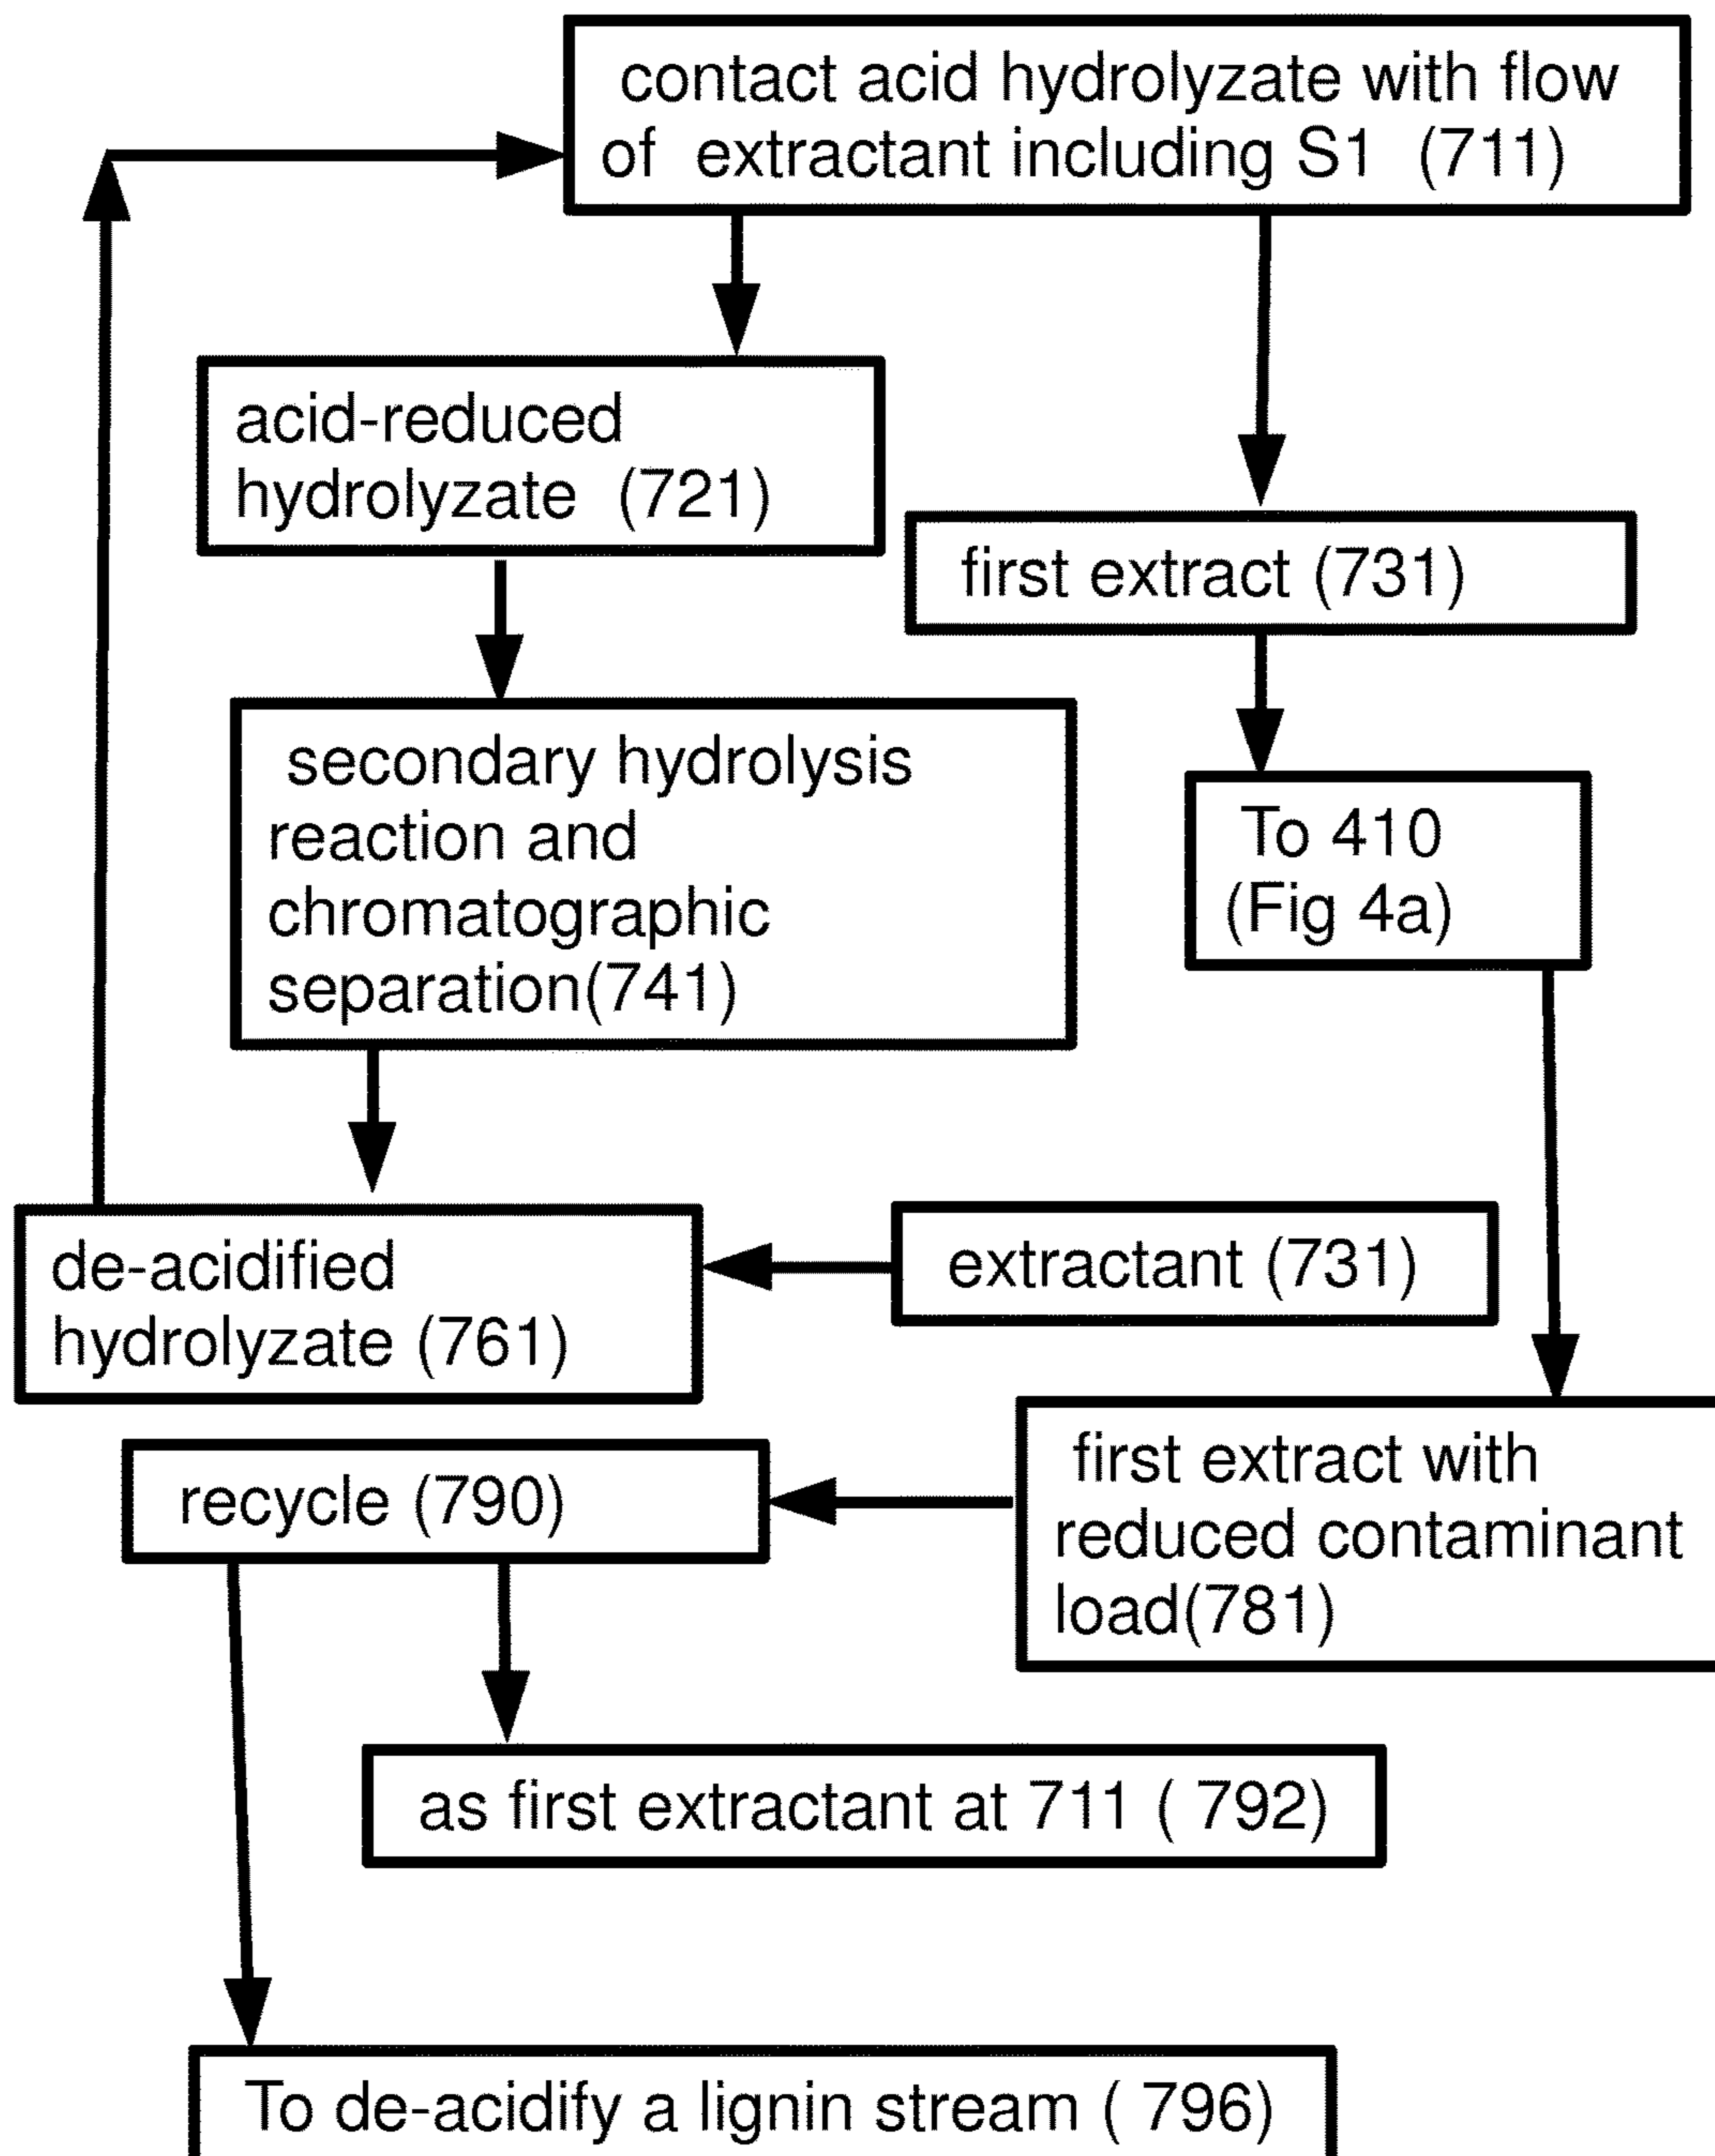 contact acid hydrolyzate with flow
of extractant including S1 (711)
acid-reduced
hydrolyzate (721)
first extract (731)
secondary hydrolysis
reaction and
chromatographic
separation(741)
To 410
(Fig 4a)
de-acidified
hydrolyzate (761)
extractant (731)
first extract with
reduced contaminant
load(781)
recycle (790)
as first extractant at 711 ( 792)
To de-acidify a lignin stream ( 796)